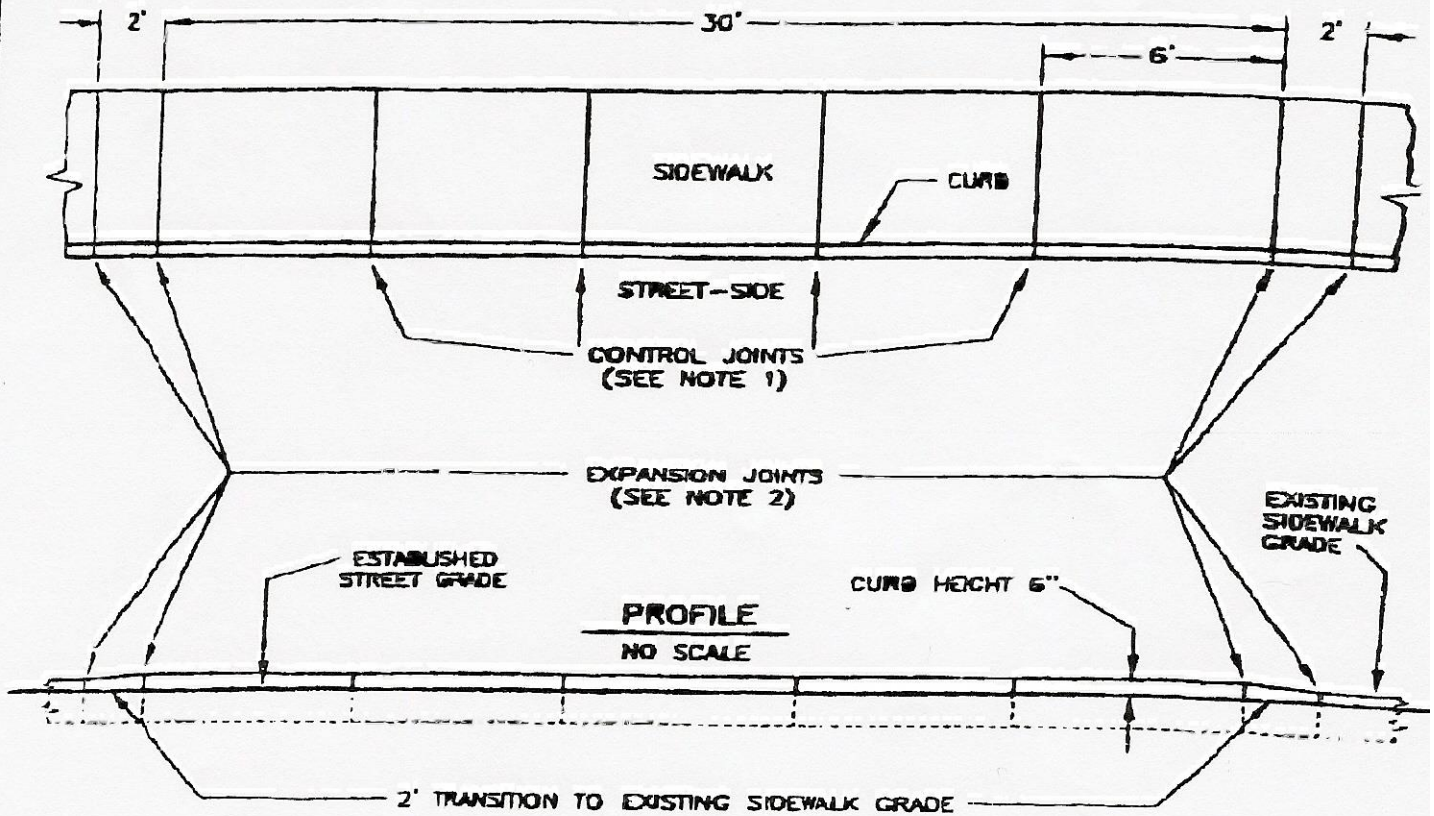 2' 30' 2'
6'
SIDEWALK
CURB
STREET-SIDE
CONTROL JOINTS
(SEE NOTE 1)
EXPANSION JOINTS
(SEE NOTE 2)
EXISTING
SIDEWALK
GRADE
ESTABLISHED
STREET GRADE
CURB HEIGHT 6"
PROFILE
NO SCALE
2' TRANSITION TO EXISTING SIDEWALK GRADE